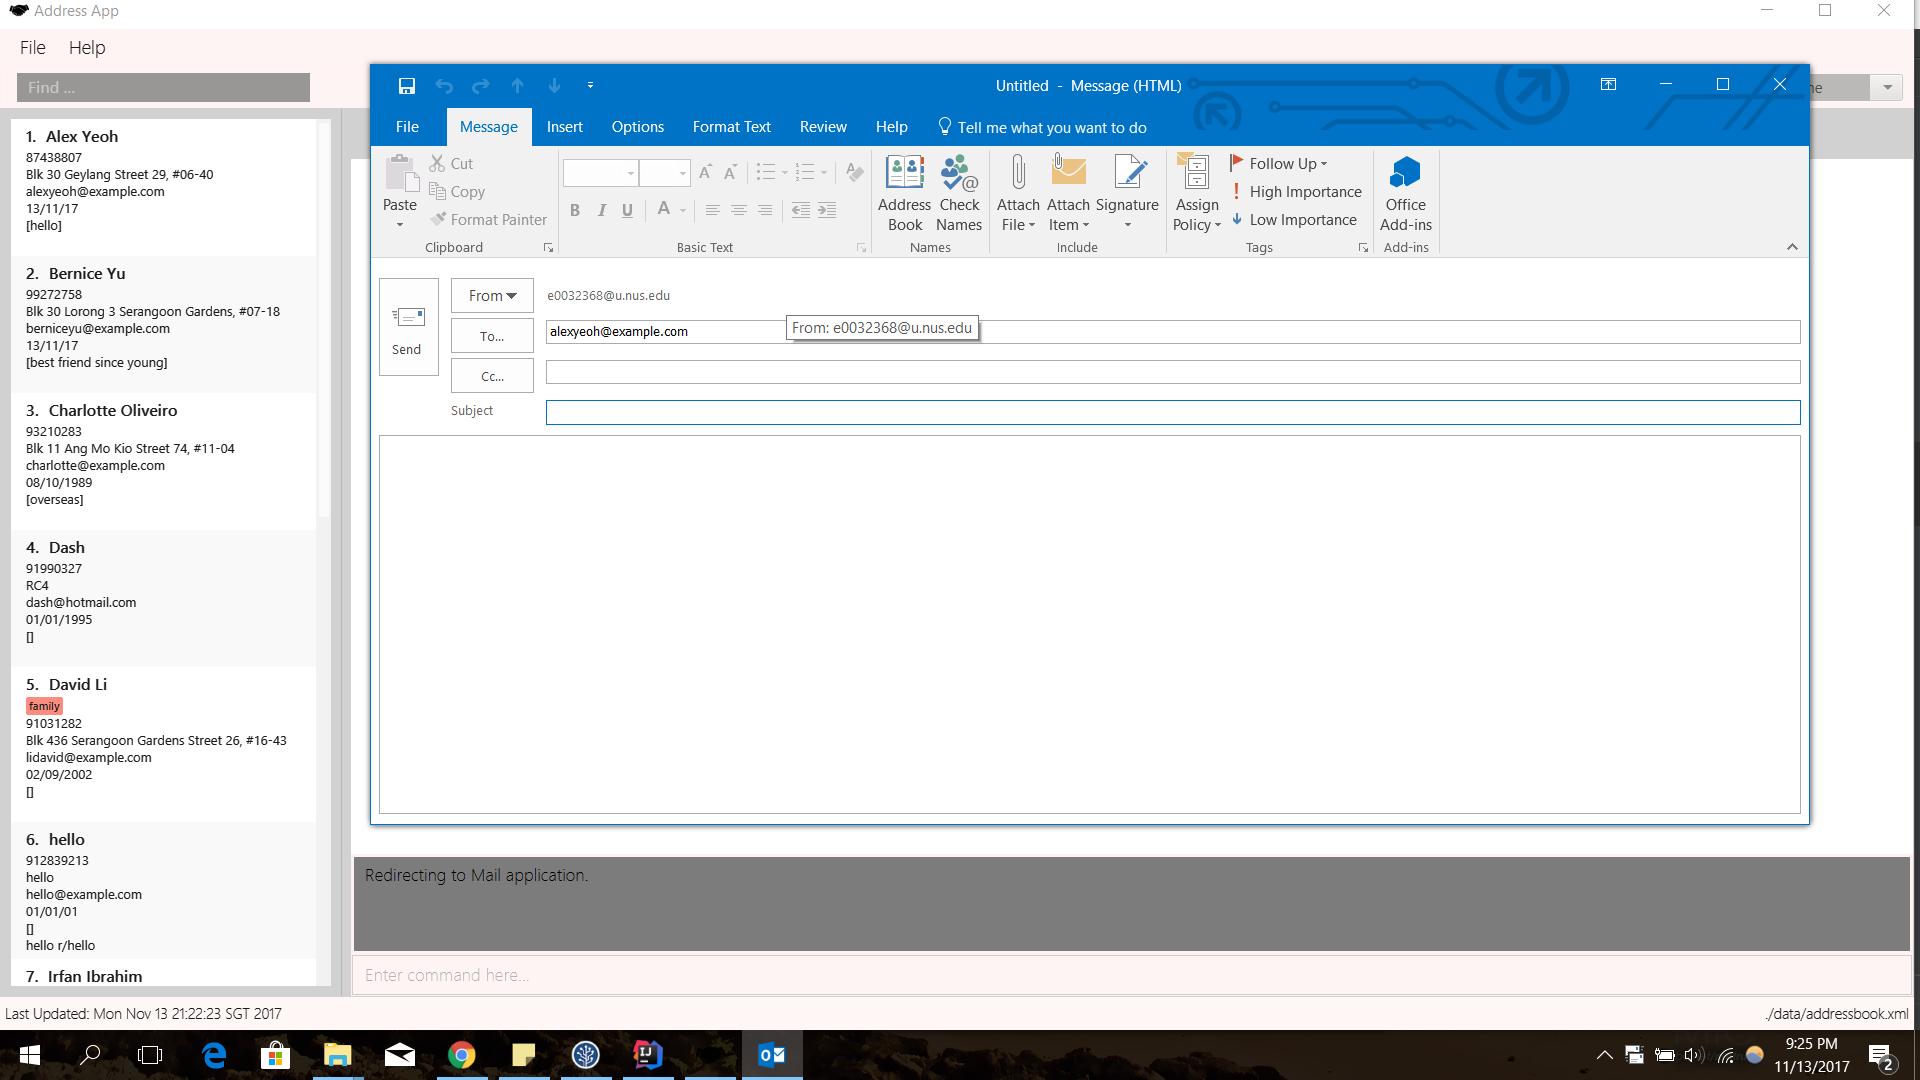 Address App
File Help
Find ...
1. Alex Yeoh
87438807
Blk 30 Geylang Street 29, #06-40
alexyeoh@example.com
13/11/17
[hello]
2. Bernice Yu
99272758
Blk 30 Lorong 3 Serangoon Gardens, #07-18
berniceyu@example.com
13/11/17
[best friend since young]
3. Charlotte Oliveiro
93210283
Blk 11 Ang Mo Kio Street 74, #11-04
charlotte@example.com
08/10/1989
[overseas]
4. Dash
91990327
RC4
dash@hotmail.com
01/01/1995
[]
5. David Li
family
91031282
Blk 436 Serangoon Gardens Street 26, #16-43
lidavid@example.com
02/09/2002
[]
6. hello
912839213
hello
hello@example.com
01/01/01
[]
hello r/hello
7. Irfan Ibrahim
Untitled - Message (HTML)
File Message Insert Options Format Text Review Help Tell me what you want to do
Paste
Cut
Copy
Format Painter
Clipboard
B I U A
Basic Text
Address Book
Check Names
Names
Attach File
Attach Item
Signature
Include
Assign Policy
Follow Up
High Importance
Low Importance
Tags
Office Add-ins
Add-ins
Send
From e0032368@u.nus.edu
To... alexyeoh@example.com
From: e0032368@u.nus.edu
Cc...
Subject
Redirecting to Mail application.
Enter command here...
Last Updated: Mon Nov 13 21:22:23 SGT 2017
./data/addressbook.xml
9:25 PM
11/13/2017
2